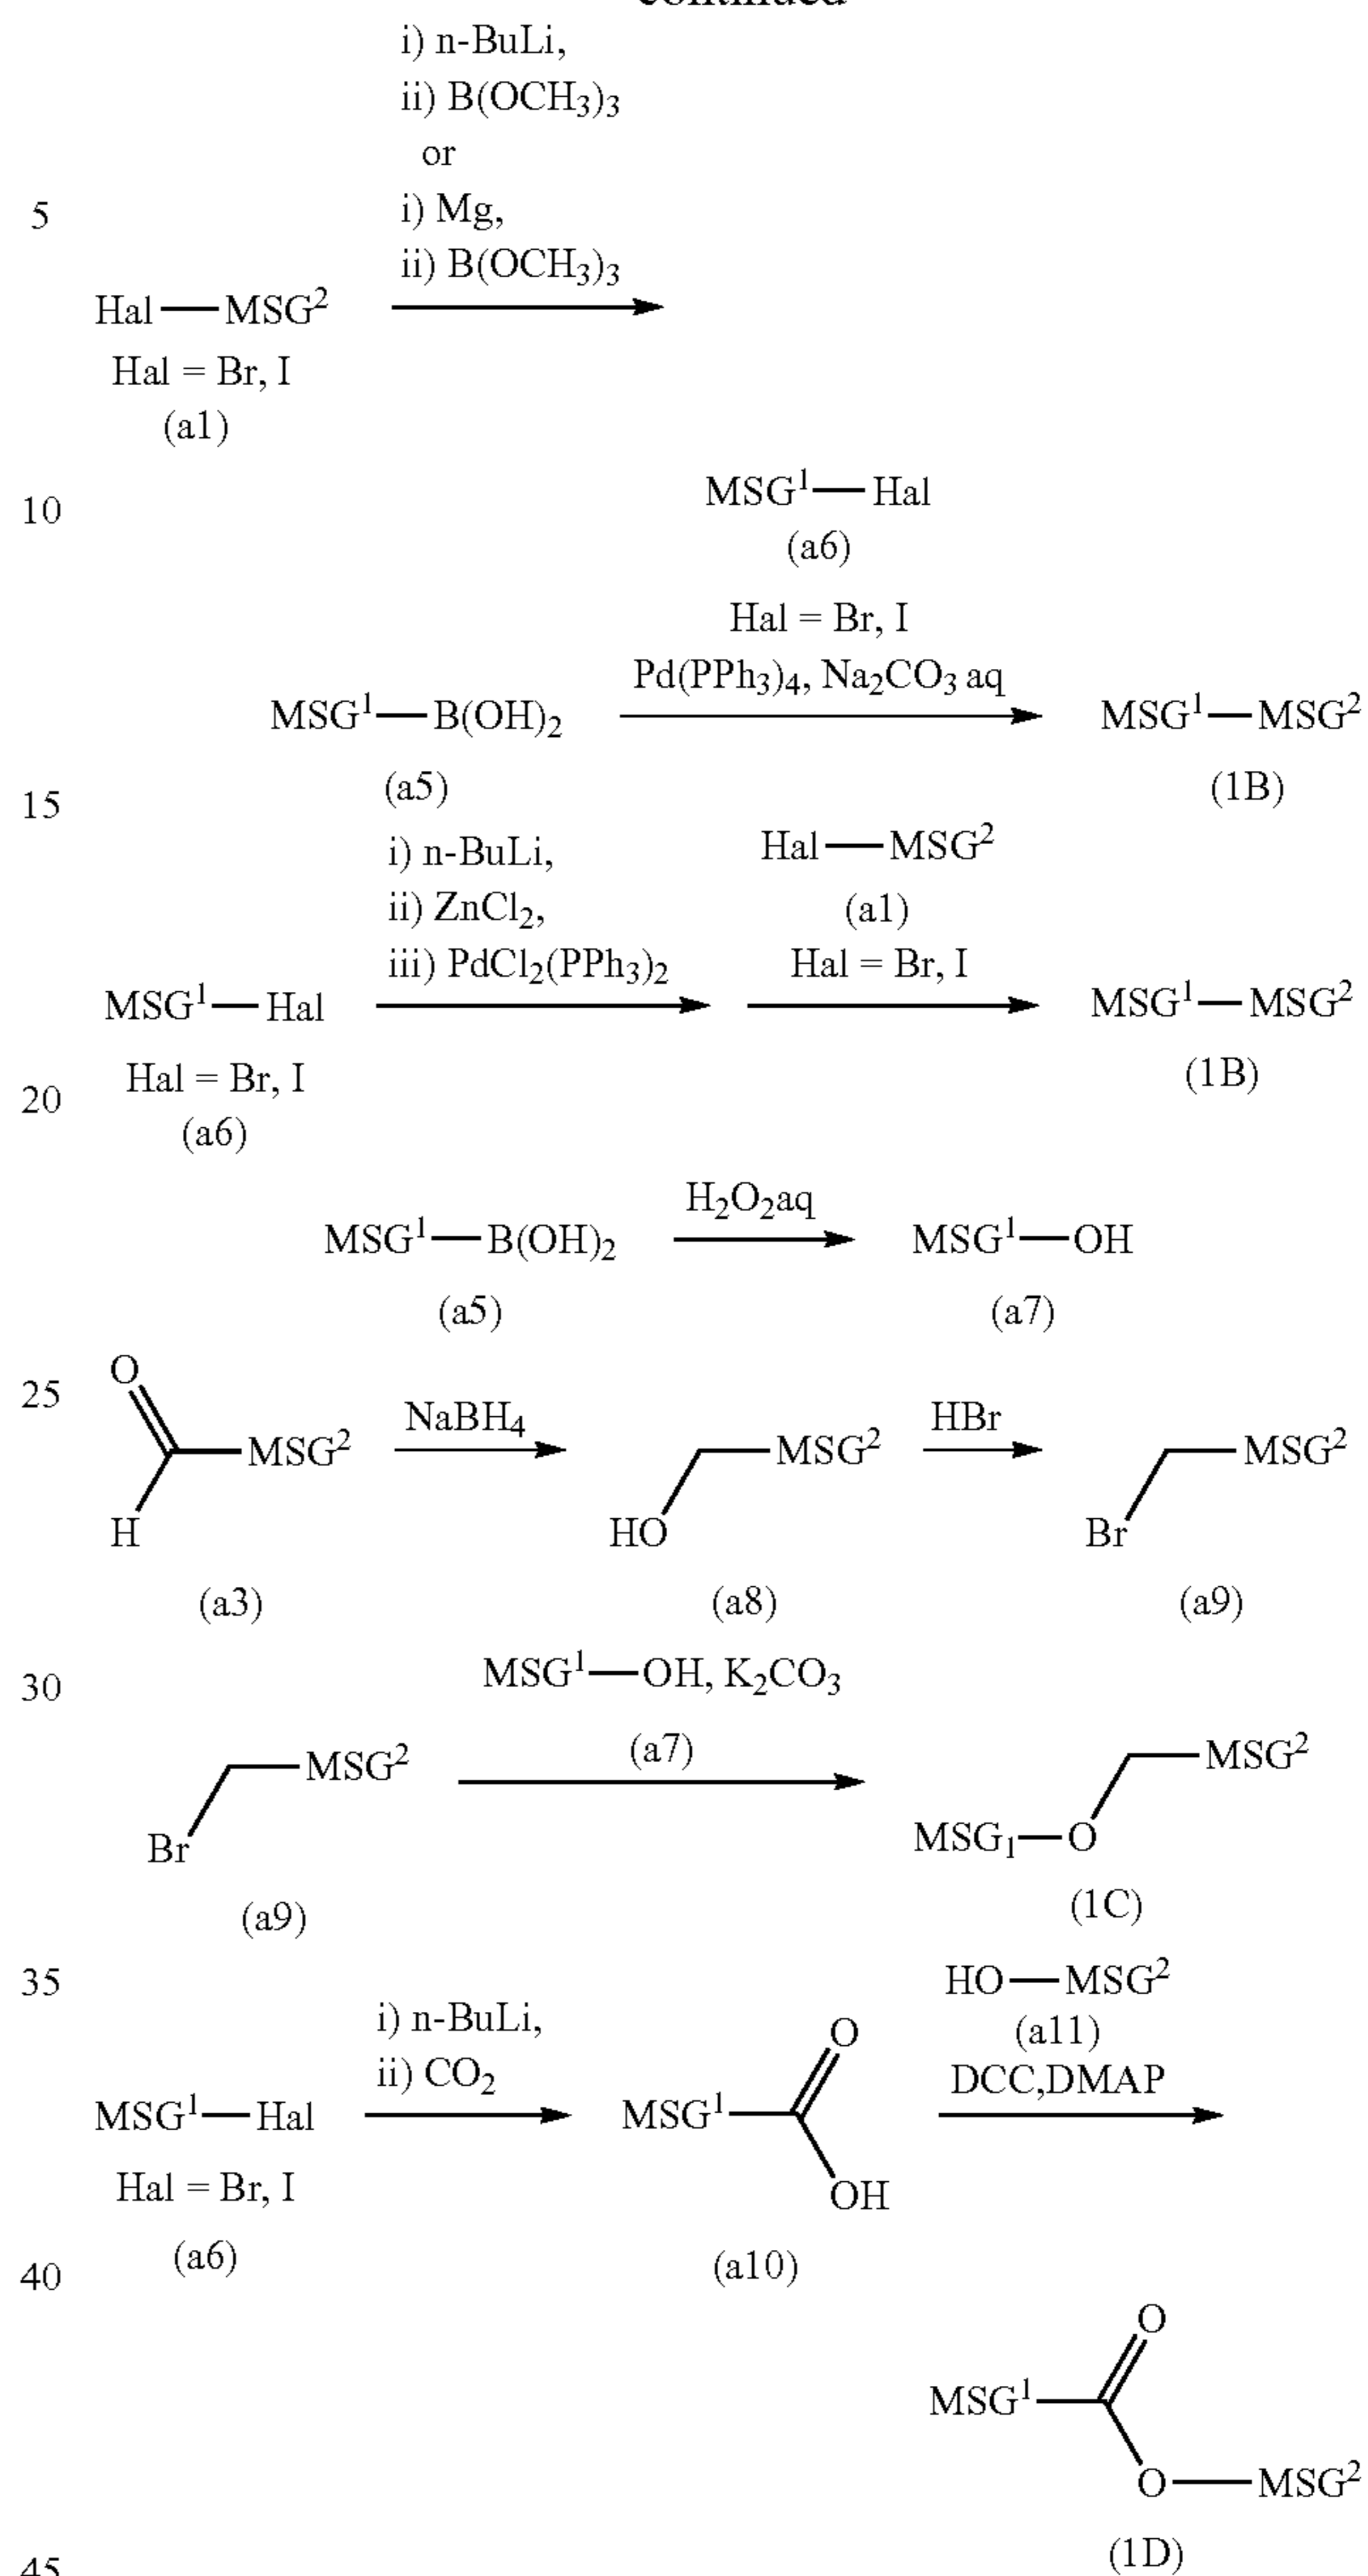 continued
i) n-BuLi,
ii) B(OCH₃)₃
or
5
i) Mg,
ii) B(OCH₃)₃
Hal—MSG²
Hal = Br, I
(a1)
10
MSG¹—Hal
(a6)
Hal = Br, I
Pd(PPh₃)₄, Na₂CO₃ aq
MSG¹—B(OH)₂
MSG¹—MSG²
(a5)
(1B)
15
i) n-BuLi,
ii) ZnCl₂,
iii) PdCl₂(PPh₃)₂
Hal—MSG²
(a1)
Hal = Br, I
MSG¹—Hal
MSG¹—MSG²
Hal = Br, I
(1B)
20
(a6)
MSG¹—B(OH)₂
H₂O₂aq
MSG¹—OH
(a5)
(a7)
25
O
MSG²
H
NaBH₄
MSG²
HO
HBr
MSG²
Br
(a3)
(a8)
(a9)
30
MSG¹—OH, K₂CO₃
(a7)
MSG²
Br
MSG²
MSG₁—O
(a9)
(1C)
35
HO—MSG²
(a11)
i) n-BuLi,
ii) CO₂
O
DCC,DMAP
MSG¹—Hal
MSG¹
OH
Hal = Br, I
(a6)
(a10)
40
O
MSG¹
O—MSG²
(1D)
45